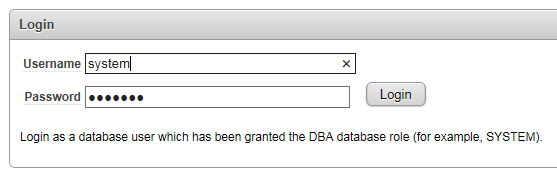 Login
Username system
Password ●●●●●●●
Login
Login as a database user which has been granted the DBA database role (for example, SYSTEM).